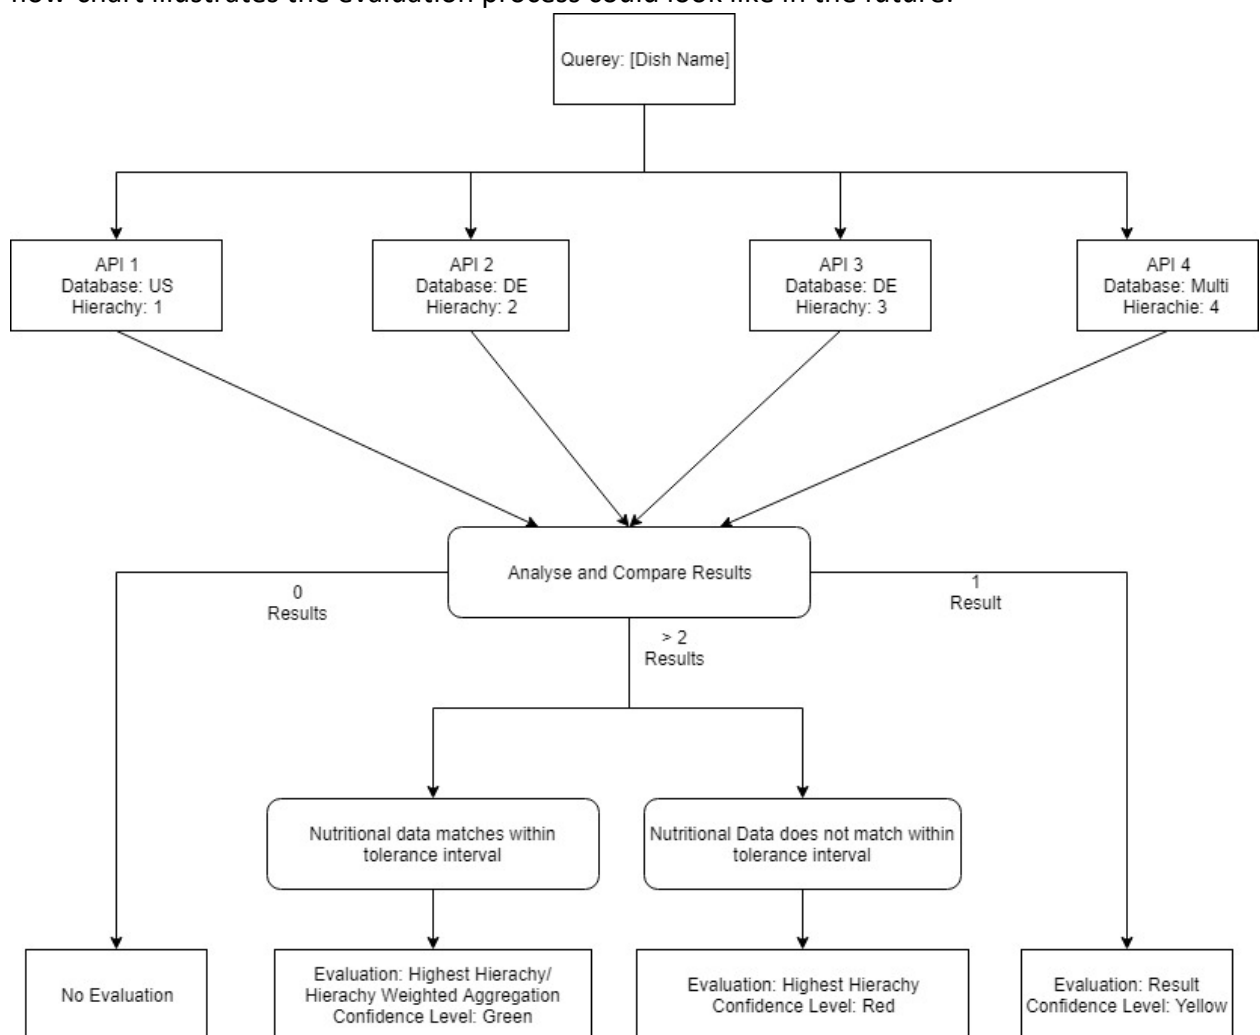 flow-chart illustrates the evaluation process could look like in the future.
Querey: [Dish Name]
API 1
Database: US
Hierachy: 1
API 2
Database: DE
Hierachy: 2
API 3
Database: DE
Hierachy: 3
API 4
Database: Multi
Hierachie: 4
Analyse and Compare Results
0
Results
1
Result
> 2
Results
Nutritional data matches within
tolerance interval
Nutritional Data does not match within
tolerance interval
No Evaluation
Evaluation: Highest Hierachy/
Hierachy Weighted Aggregation
Confidence Level: Green
Evaluation: Highest Hierachy
Confidence Level: Red
Evaluation: Result
Confidence Level: Yellow